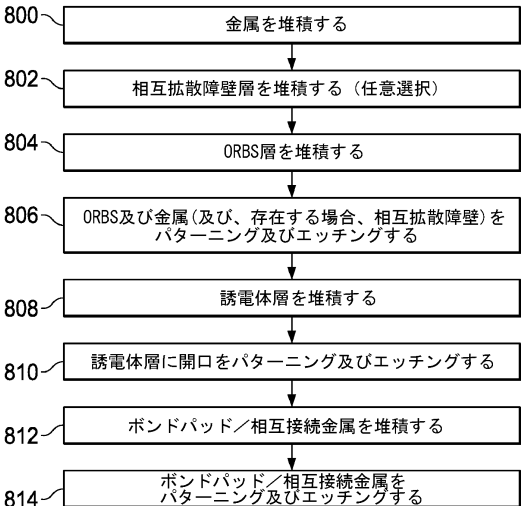 800
金属を堆積する
802
相互拡散障壁層を堆積する（任意選択）
804
ORBS層を堆積する
806
ORBS及び金属(及び、存在する場合、相互拡散障壁)を
パターニング及びエッチングする
808
誘電体層を堆積する
810
誘電体層に開口をパターニング及びエッチングする
812
ボンドパッド／相互接続金属を堆積する
814
ボンドパッド／相互接続金属を
パターニング及びエッチングする